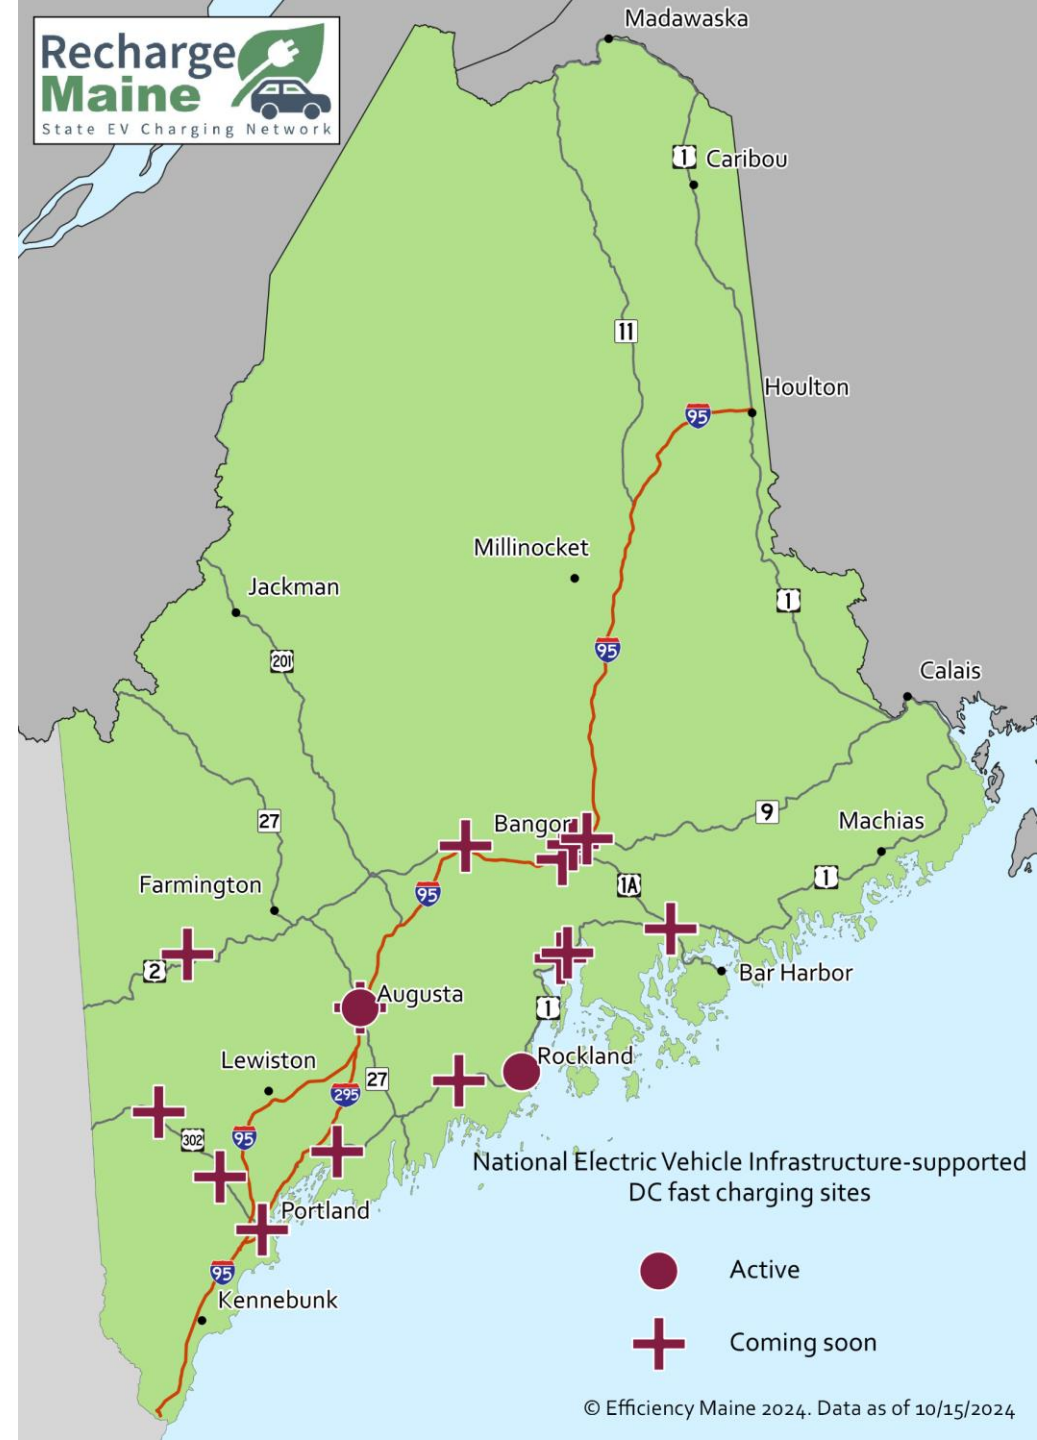 Recharge
Maine
State EV Charging Network
Madawaska
1
Caribou
11
Houlton
95
Millinocket
Jackman
1
201
95
Calais
27
Bangor
9
Machias
Farmington
95
1A
1
2
Bar Harbor
Augusta
1
Rockland
Lewiston
27
295
302
95
National Electric Vehicle Infrastructure-supported
DC fast charging sites
Portland
95
Active
Kennebunk
Coming soon
© Efficiency Maine 2024. Data as of 10/15/2024